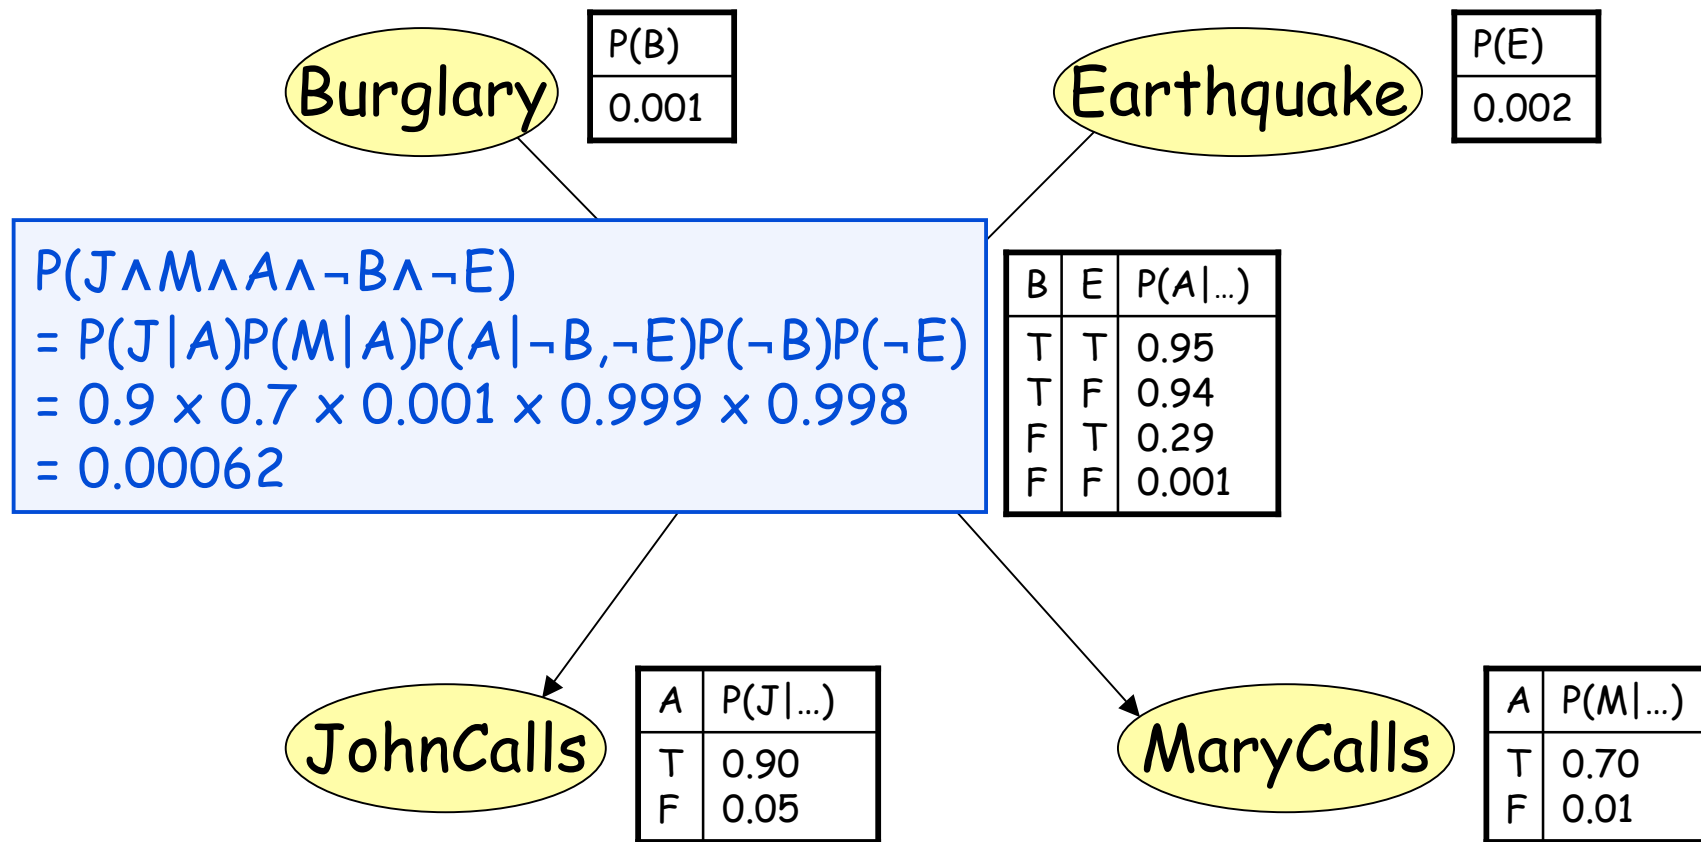 Burglary
P(B)
0.001
Earthquake
P(E)
0.002
P(J∧M∧A∧¬B∧¬E)
= P(J|A)P(M|A)P(A|¬B,¬E)P(¬B)P(¬E)
= 0.9 x 0.7 x 0.001 x 0.999 x 0.998
= 0.00062
B E P(A|…)
T T 0.95
T F 0.94
F T 0.29
F F 0.001
JohnCalls
A P(J|…)
T 0.90
F 0.05
MaryCalls
A P(M|…)
T 0.70
F 0.01